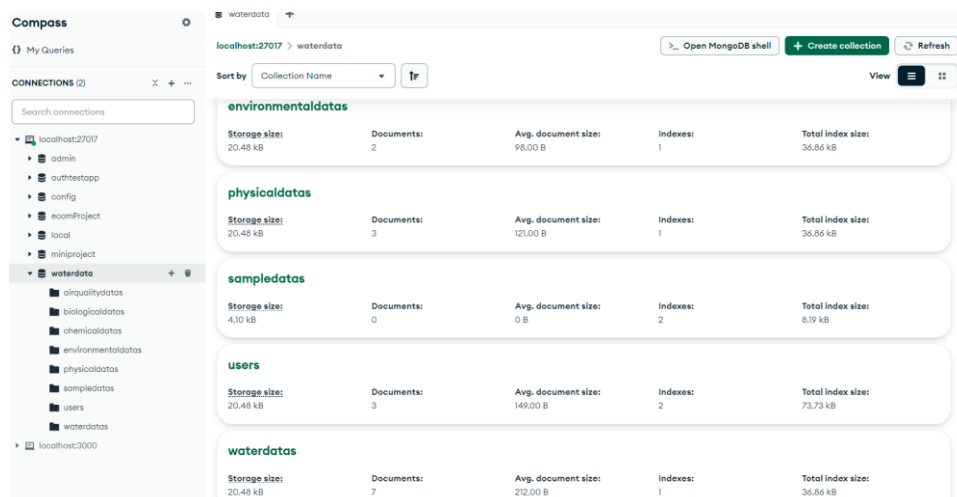 Compass
My Queries
CONNECTIONS (2)
Search connections
localhost:27017
admin
authtestapp
config
ecomProject
local
miniproject
waterdata
airqualitydatas
biologicaldatas
chemicaldatas
environmentaldatas
physicaldatas
sampledatas
users
waterdatas
localhost:3000
waterdata +
localhost:27017 > waterdata
>_ Open MongoDB shell + Create collection Refresh
Sort by Collection Name View
environmentaldatas
Storage size: Documents: Avg. document size: Indexes: Total index size:
20.48 kB 2 98.00 B 1 36.86 kB
physicaldatas
Storage size: Documents: Avg. document size: Indexes: Total index size:
20.48 kB 3 121.00 B 1 36.86 kB
sampledatas
Storage size: Documents: Avg. document size: Indexes: Total index size:
4.10 kB 0 0 B 2 8.19 kB
users
Storage size: Documents: Avg. document size: Indexes: Total index size:
20.48 kB 3 149.00 B 2 73.73 kB
waterdatas
Storage size: Documents: Avg. document size: Indexes: Total index size:
20.48 kB 7 212.00 B 1 36.86 kB